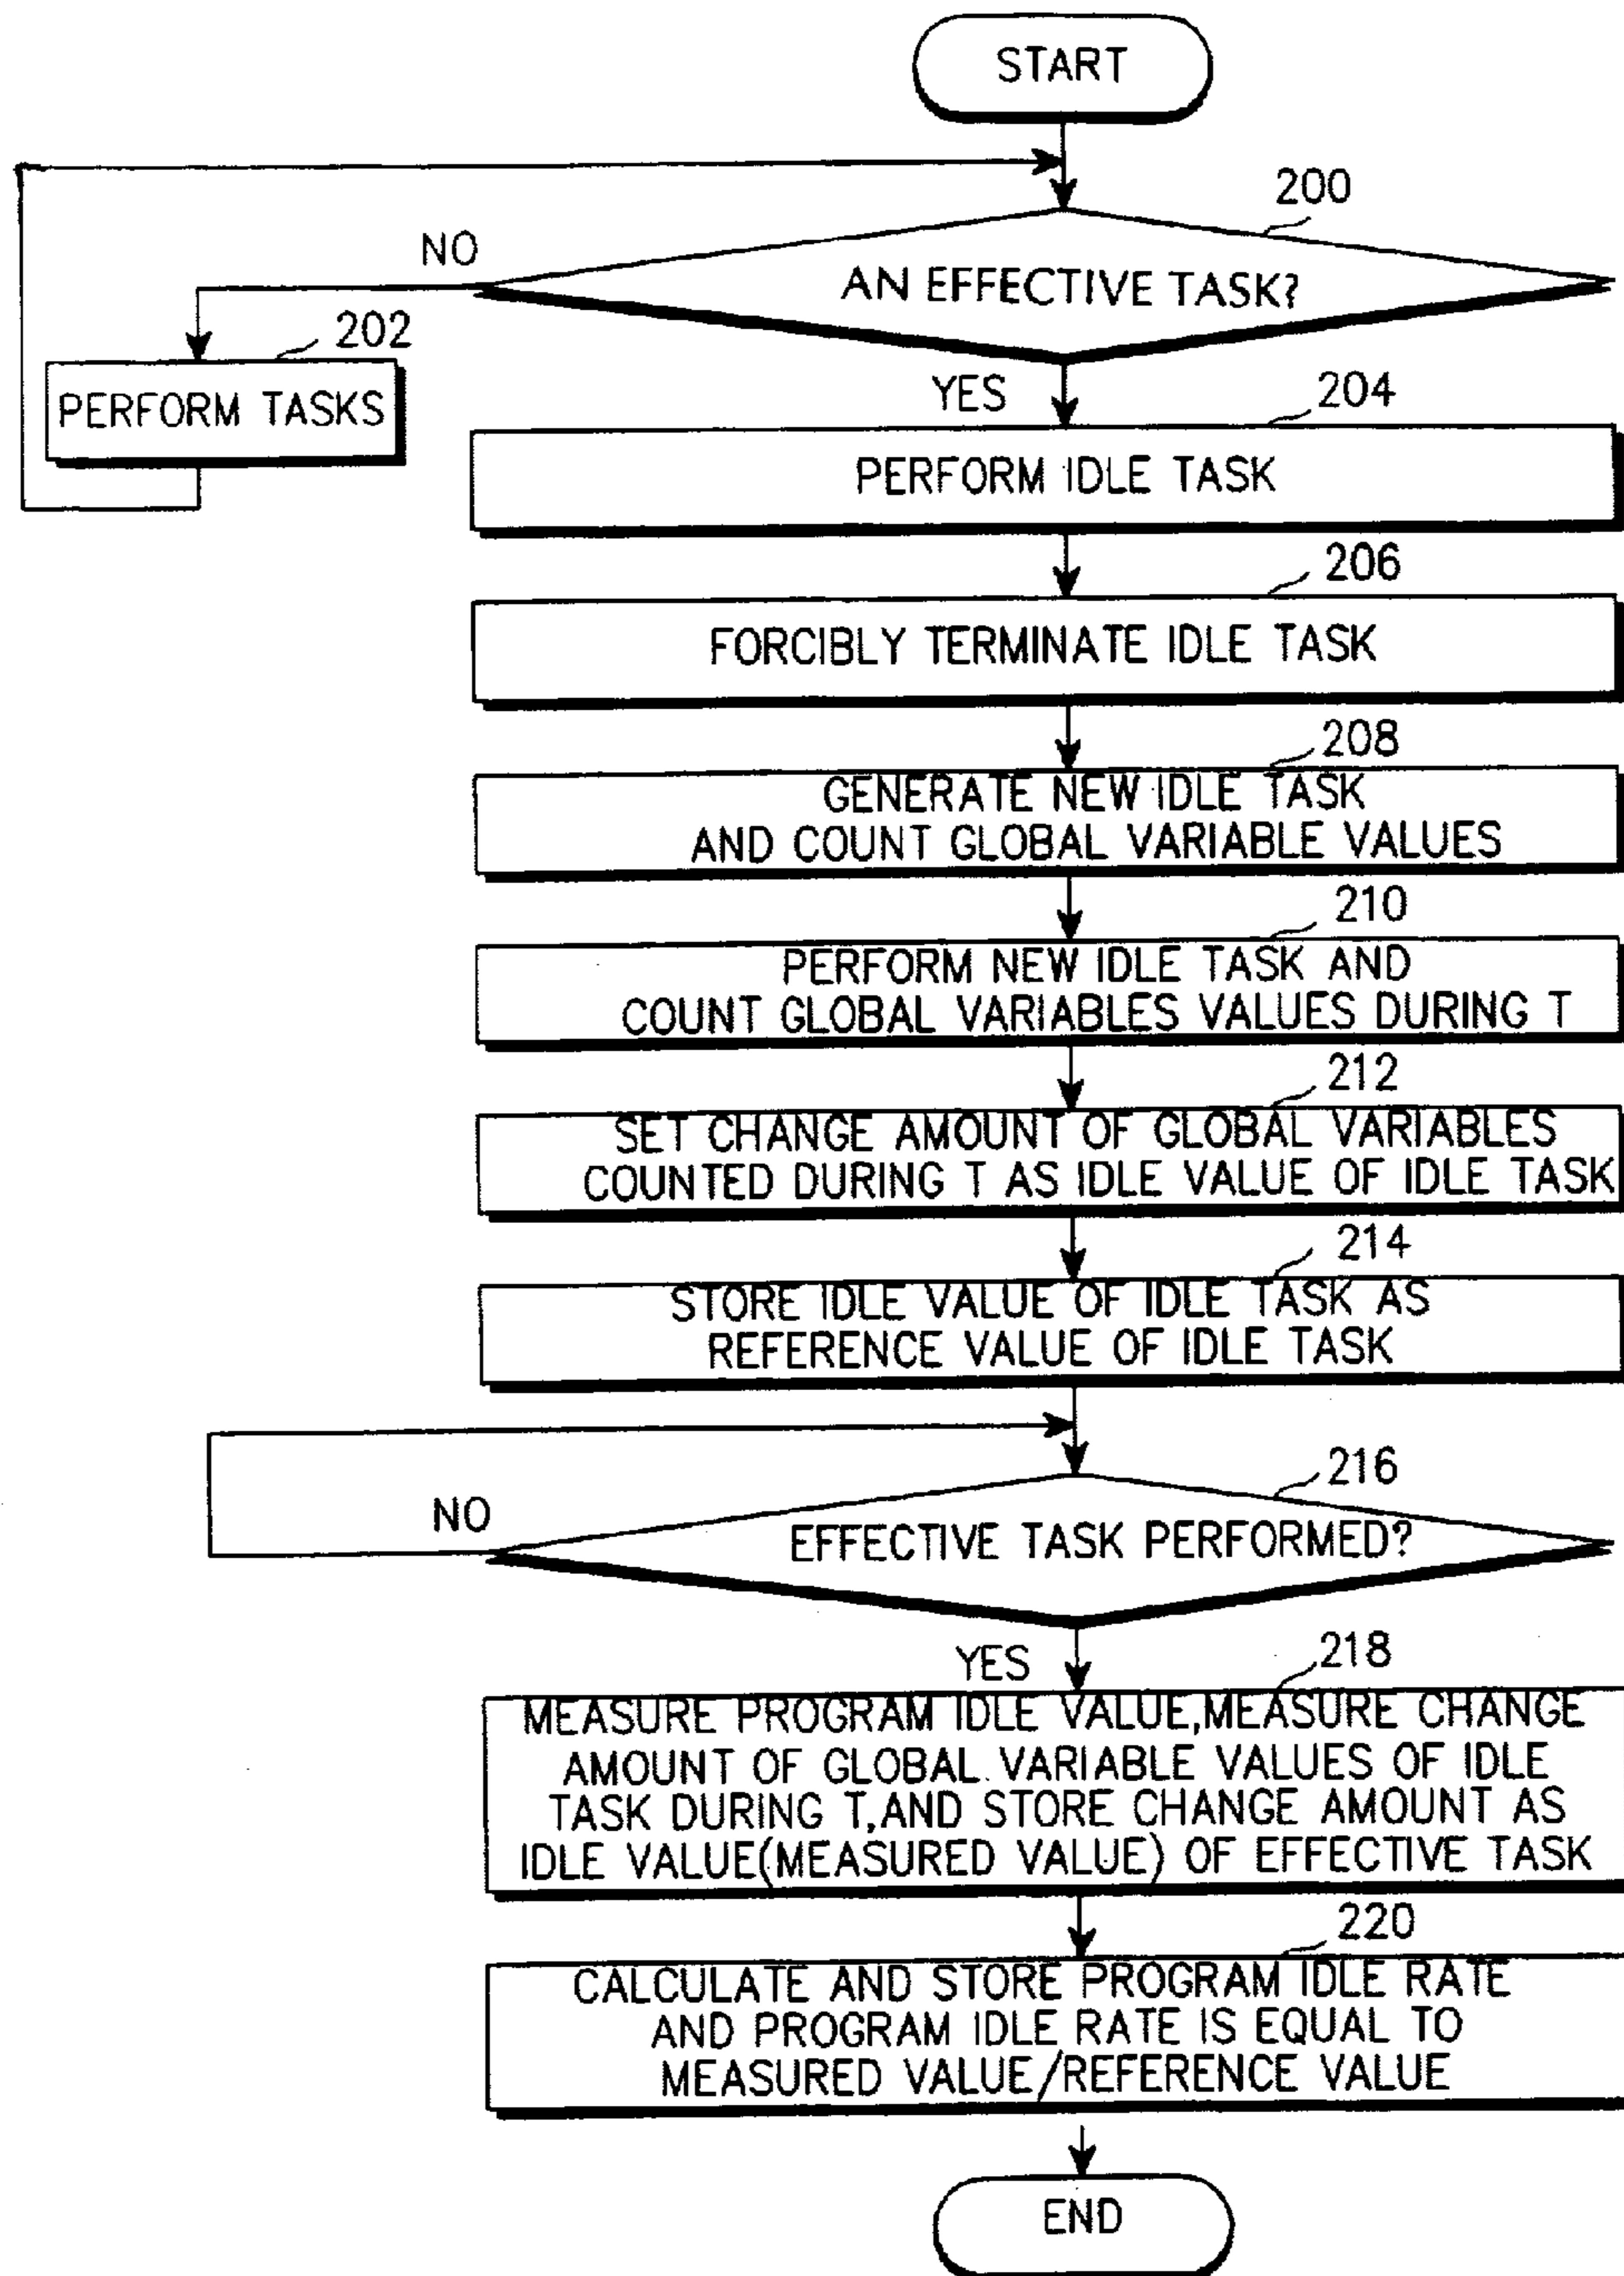 START
200
NO
AN EFFECTIVE TASK?
202
PERFORM TASKS
YES
204
PERFORM IDLE TASK
206
FORCIBLY TERMINATE IDLE TASK
208
GENERATE NEW IDLE TASK
AND COUNT GLOBAL VARIABLE VALUES
210
PERFORM NEW IDLE TASK AND
COUNT GLOBAL VARIABLES VALUES DURING T
212
SET CHANGE AMOUNT OF GLOBAL VARIABLES
COUNTED DURING T AS IDLE VALUE OF IDLE TASK
214
STORE IDLE VALUE OF IDLE TASK AS
REFERENCE VALUE OF IDLE TASK
216
NO
EFFECTIVE TASK PERFORMED?
YES
218
MEASURE PROGRAM IDLE VALUE,MEASURE CHANGE
AMOUNT OF GLOBAL VARIABLE VALUES OF IDLE
TASK DURING T,AND STORE CHANGE AMOUNT AS
IDLE VALUE(MEASURED VALUE) OF EFFECTIVE TASK
220
CALCULATE AND STORE PROGRAM IDLE RATE
AND PROGRAM IDLE RATE IS EQUAL TO
MEASURED VALUE/REFERENCE VALUE
END